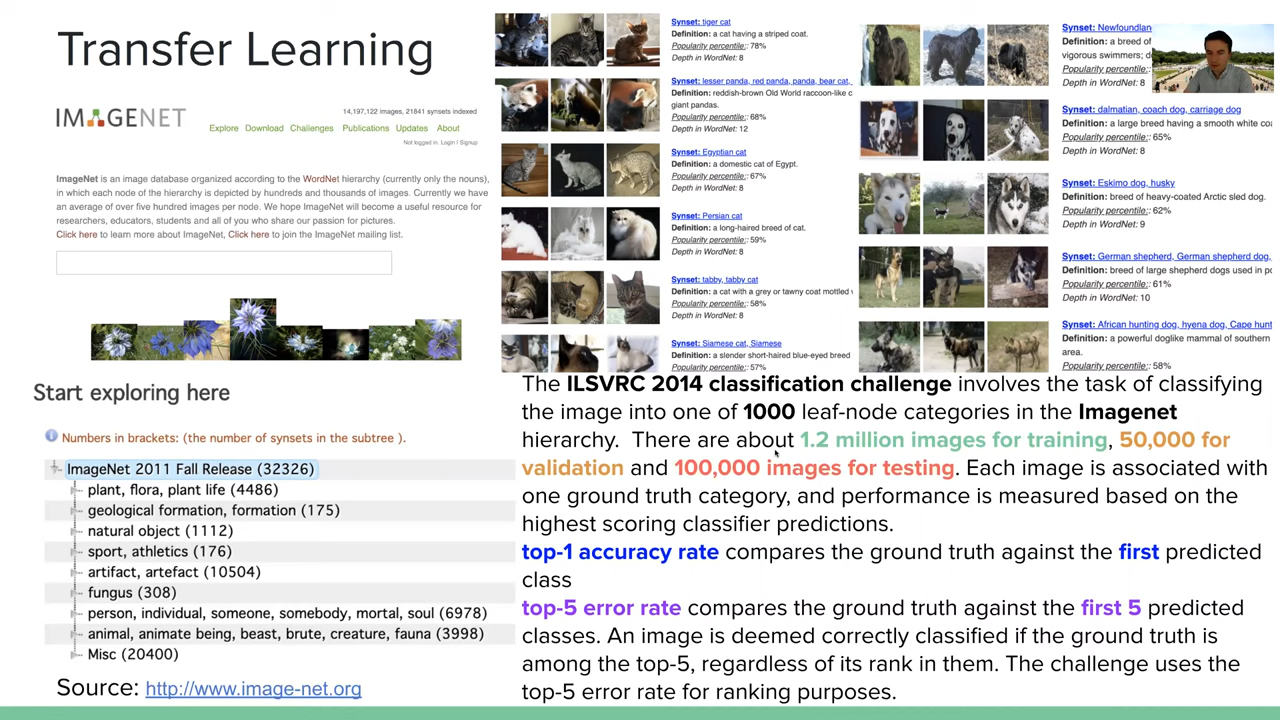 Transfer Learning
IMAGENET
14,197,122 images, 21841 synsets indexed
Explore Download Challenges Publications Updates About
Not logged in. Login I Signup
ImageNet is an image database organized according to the WordNet hierarchy (currently only the nouns),
in which each node of the hierarchy is depicted by hundreds and thousands of images. Currently we have
an average of over five hundred images per node. We hope ImageNet will become a useful resource for
researchers, educators, students and all of you who share our passion for pictures.
Click here to learn more about ImageNet, Click here to join the ImageNet mailing list.
Start exploring here
Numbers in brackets: (the number of synsets in the subtree ).
ImageNet 2011 Fall Release (32326)
plant, flora, plant life (4486)
geological formation, formation (175)
natural object (1112)
sport, athletics (176)
artifact, artefact (10504)
fungus (308)
person, individual, someone, somebody, mortal, soul (6978)
animal, animate being, beast, brute, creature, fauna (3998)
Misc (20400)
Source: http://www.image-net.org
Synset: tiger cat
Definition: a cat having a striped coat.
Popularity percentile:: 78%
Depth in WordNet: 8
Synset: lesser panda, red panda, panda, bear cat,
Definition: reddish-brown Old World raccoon-like c
giant pandas.
Popularity percentile:: 68%
Depth in WordNet: 12
Synset: Egyptian cat
Definition: a domestic cat of Egypt.
Popularity percentile:: 67%
Depth in WordNet: 8
Synset: Persian cat
Definition: a long-haired breed of cat.
Popularity percentile:: 59%
Depth in WordNet: 8
Synset: tabby, tabby cat
Definition: a cat with a grey or tawny coat mottled
Popularity percentile:: 58%
Depth in WordNet: 8
Synset: Siamese cat, Siamese
Definition: a slender short-haired blue-eyed breed
Popularity percentile:: 57%
Synset: Newfoundlan
Definition: a breed of
vigorous swimmers; d
Popularity percentile::
Depth in WordNet: 8
Synset: dalmatian, coach dog, carriage dog
Definition: a large breed having a smooth white coa
Popularity percentile:: 65%
Depth in WordNet: 8
Synset: Eskimo dog, husky
Definition: breed of heavy-coated Arctic sled dog.
Popularity percentile:: 62%
Depth in WordNet: 9
Synset: German shepherd, German shepherd dog,
Definition: breed of large shepherd dogs used in po
Popularity percentile:: 61%
Depth in WordNet: 10
Synset: African hunting dog, hyena dog, Cape hunt
Definition: a powerful doglike mammal of southern
area.
Popularity percentile:: 58%
The ILSVRC 2014 classification challenge involves the task of classifying
the image into one of 1000 leaf-node categories in the Imagenet
hierarchy. There are about 1.2 million images for training, 50,000 for
validation and 100,000 images for testing. Each image is associated with
one ground truth category, and performance is measured based on the
highest scoring classifier predictions.
top-1 accuracy rate compares the ground truth against the first predicted
class
top-5 error rate compares the ground truth against the first 5 predicted
classes. An image is deemed correctly classified if the ground truth is
among the top-5, regardless of its rank in them. The challenge uses the
top-5 error rate for ranking purposes.